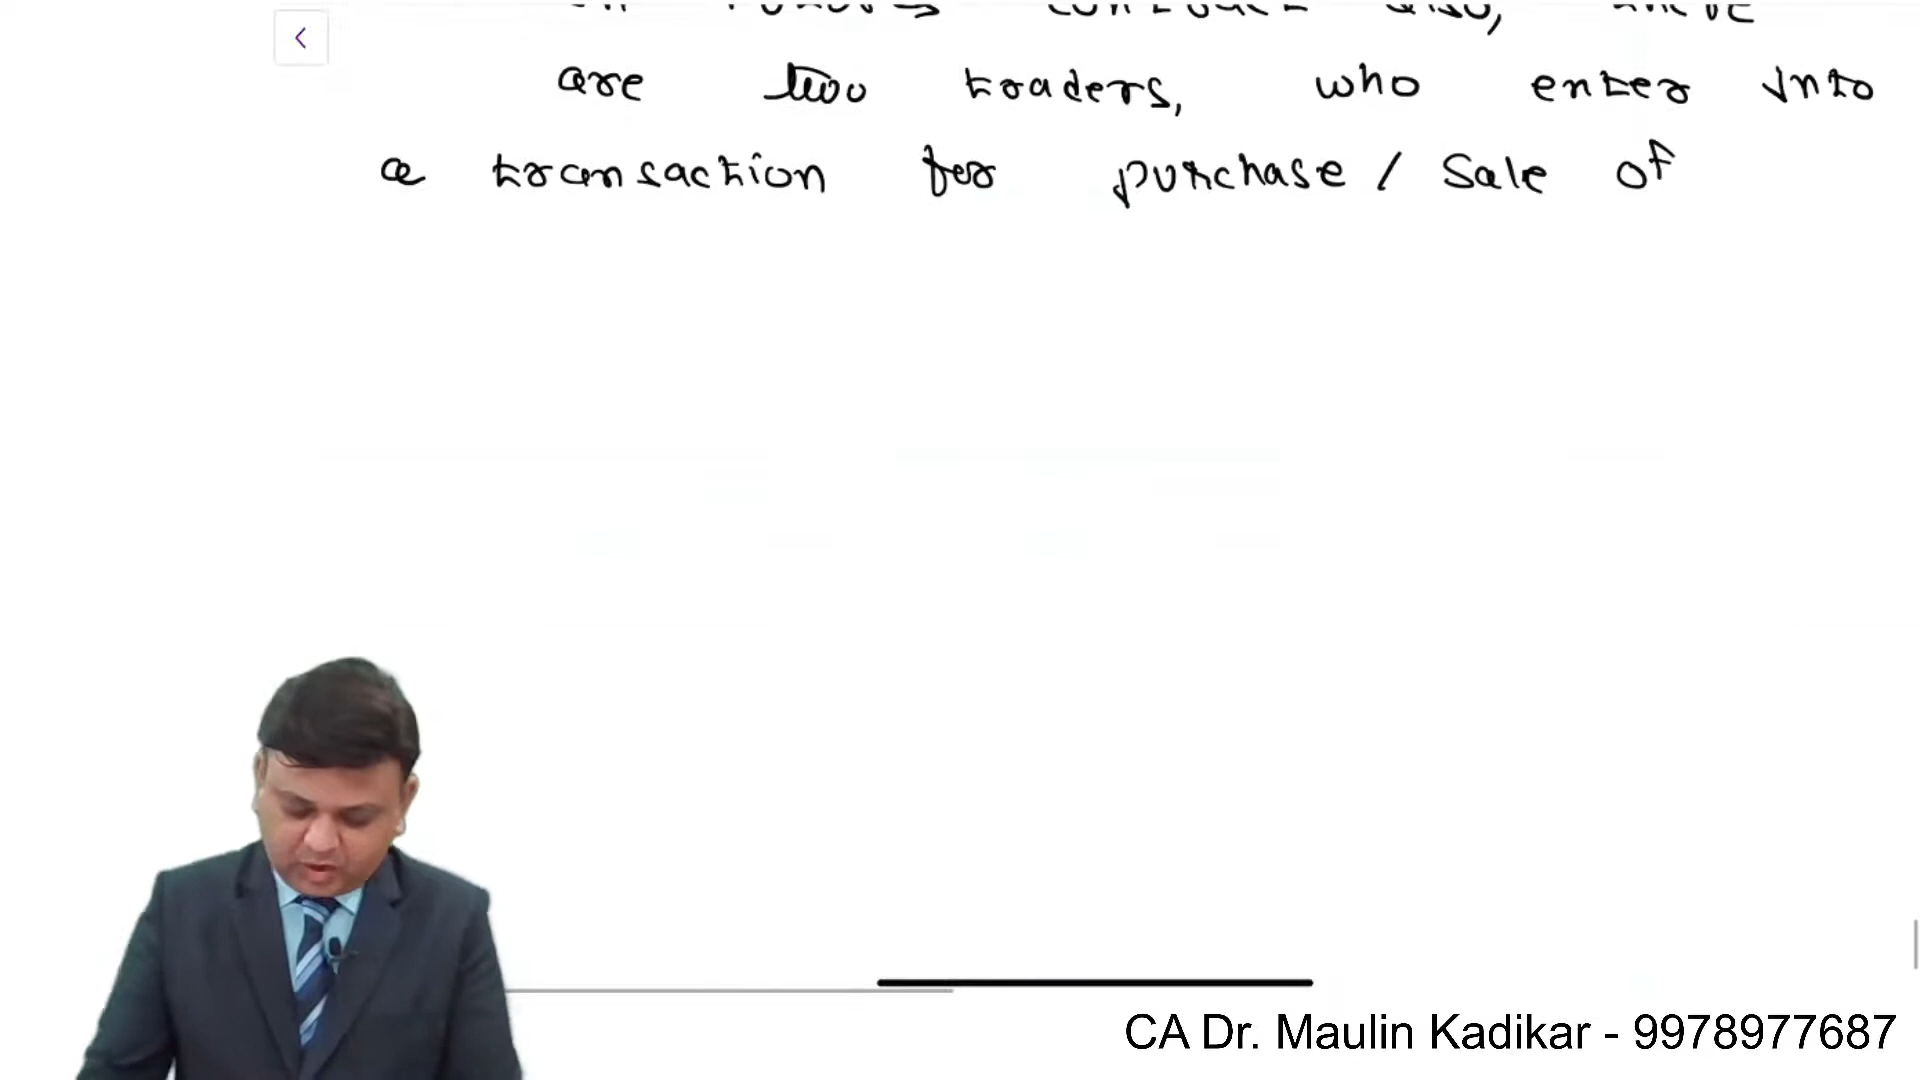 are two traders, who enter into
a transaction for purchase / Sale of
CA Dr. Maulin Kadikar - 9978977687